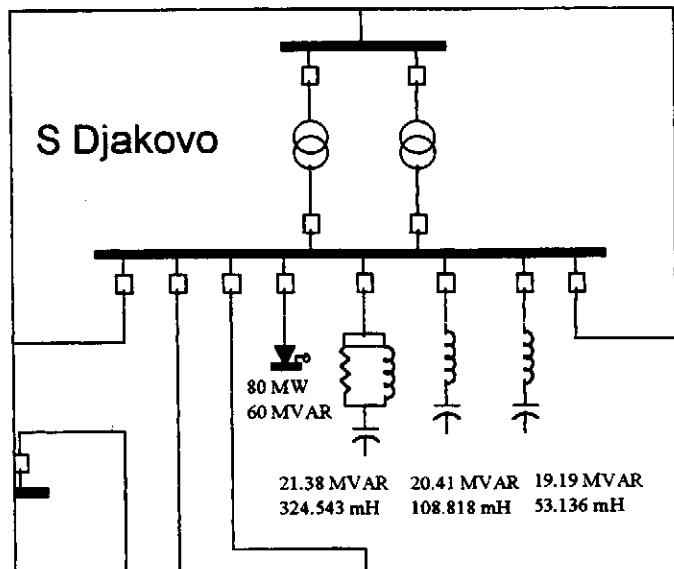 S Djakovo
80 MW
60 MVAR
21.38 MVAR 20.41 MVAR 19.19 MVAR
324.543 mH 108.818 mH 53.136 mH